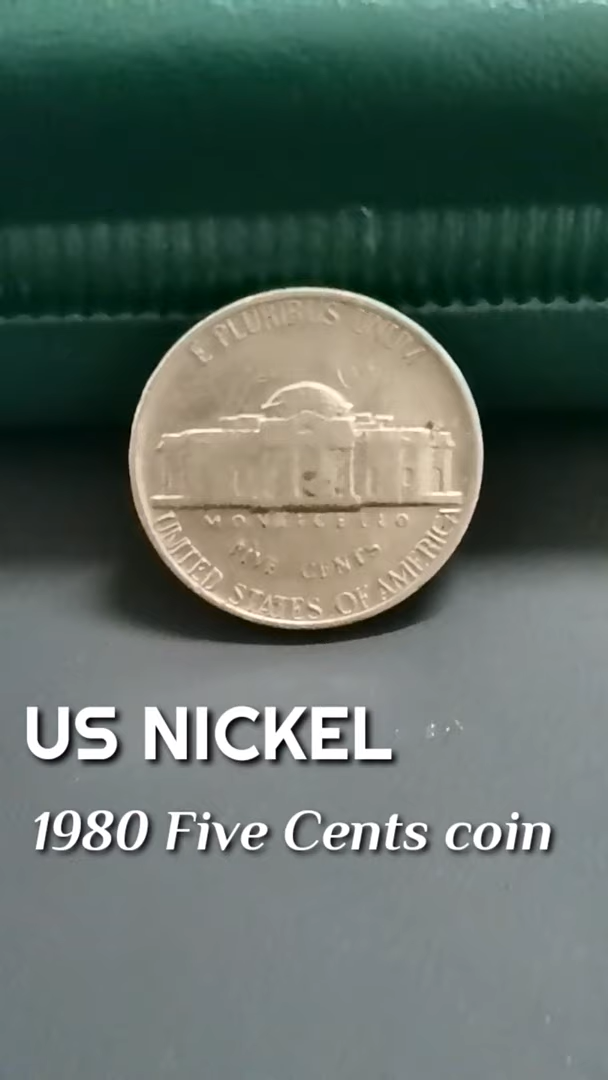 E PLURIBUS UNUM
MONTICELLO
FIVE CENTS
UNITED STATES OF AMERICA
US NICKEL
1980 Five Cents coin